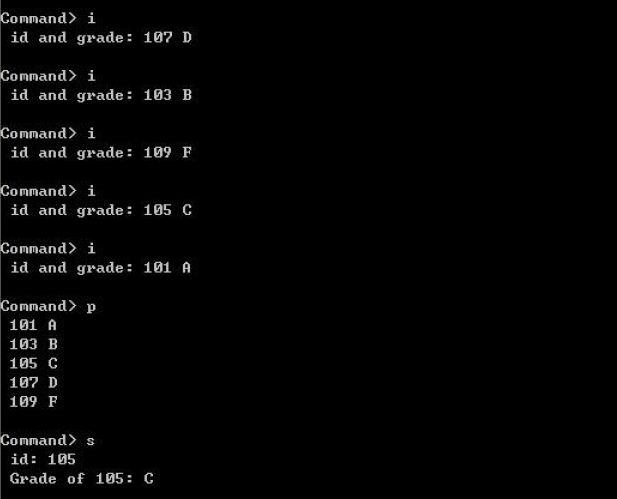 Command> i
id and grade: 107 D
Command> i
id and grade: 103 B
Command> i
id and grade: 109 F
Command> i
id and grade: 105 C
Command> i
id and grade: 101 A
Command> p
101 A
103 B
105 C
107 D
109 F
Command> s
id: 105
Grade of 105: C